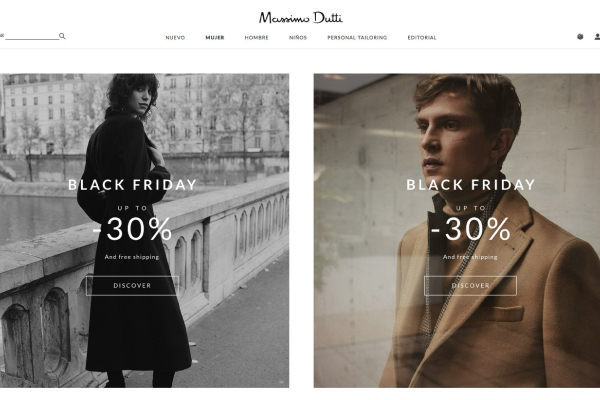 Massimo Dutti
NUEVO MUJER HOMBRE NIÑOS PERSONAL TAILORING EDITORIAL
BLACK FRIDAY
UP TO
-30%
And free shipping
DISCOVER
BLACK FRIDAY
UP TO
-30%
And free shipping
DISCOVER